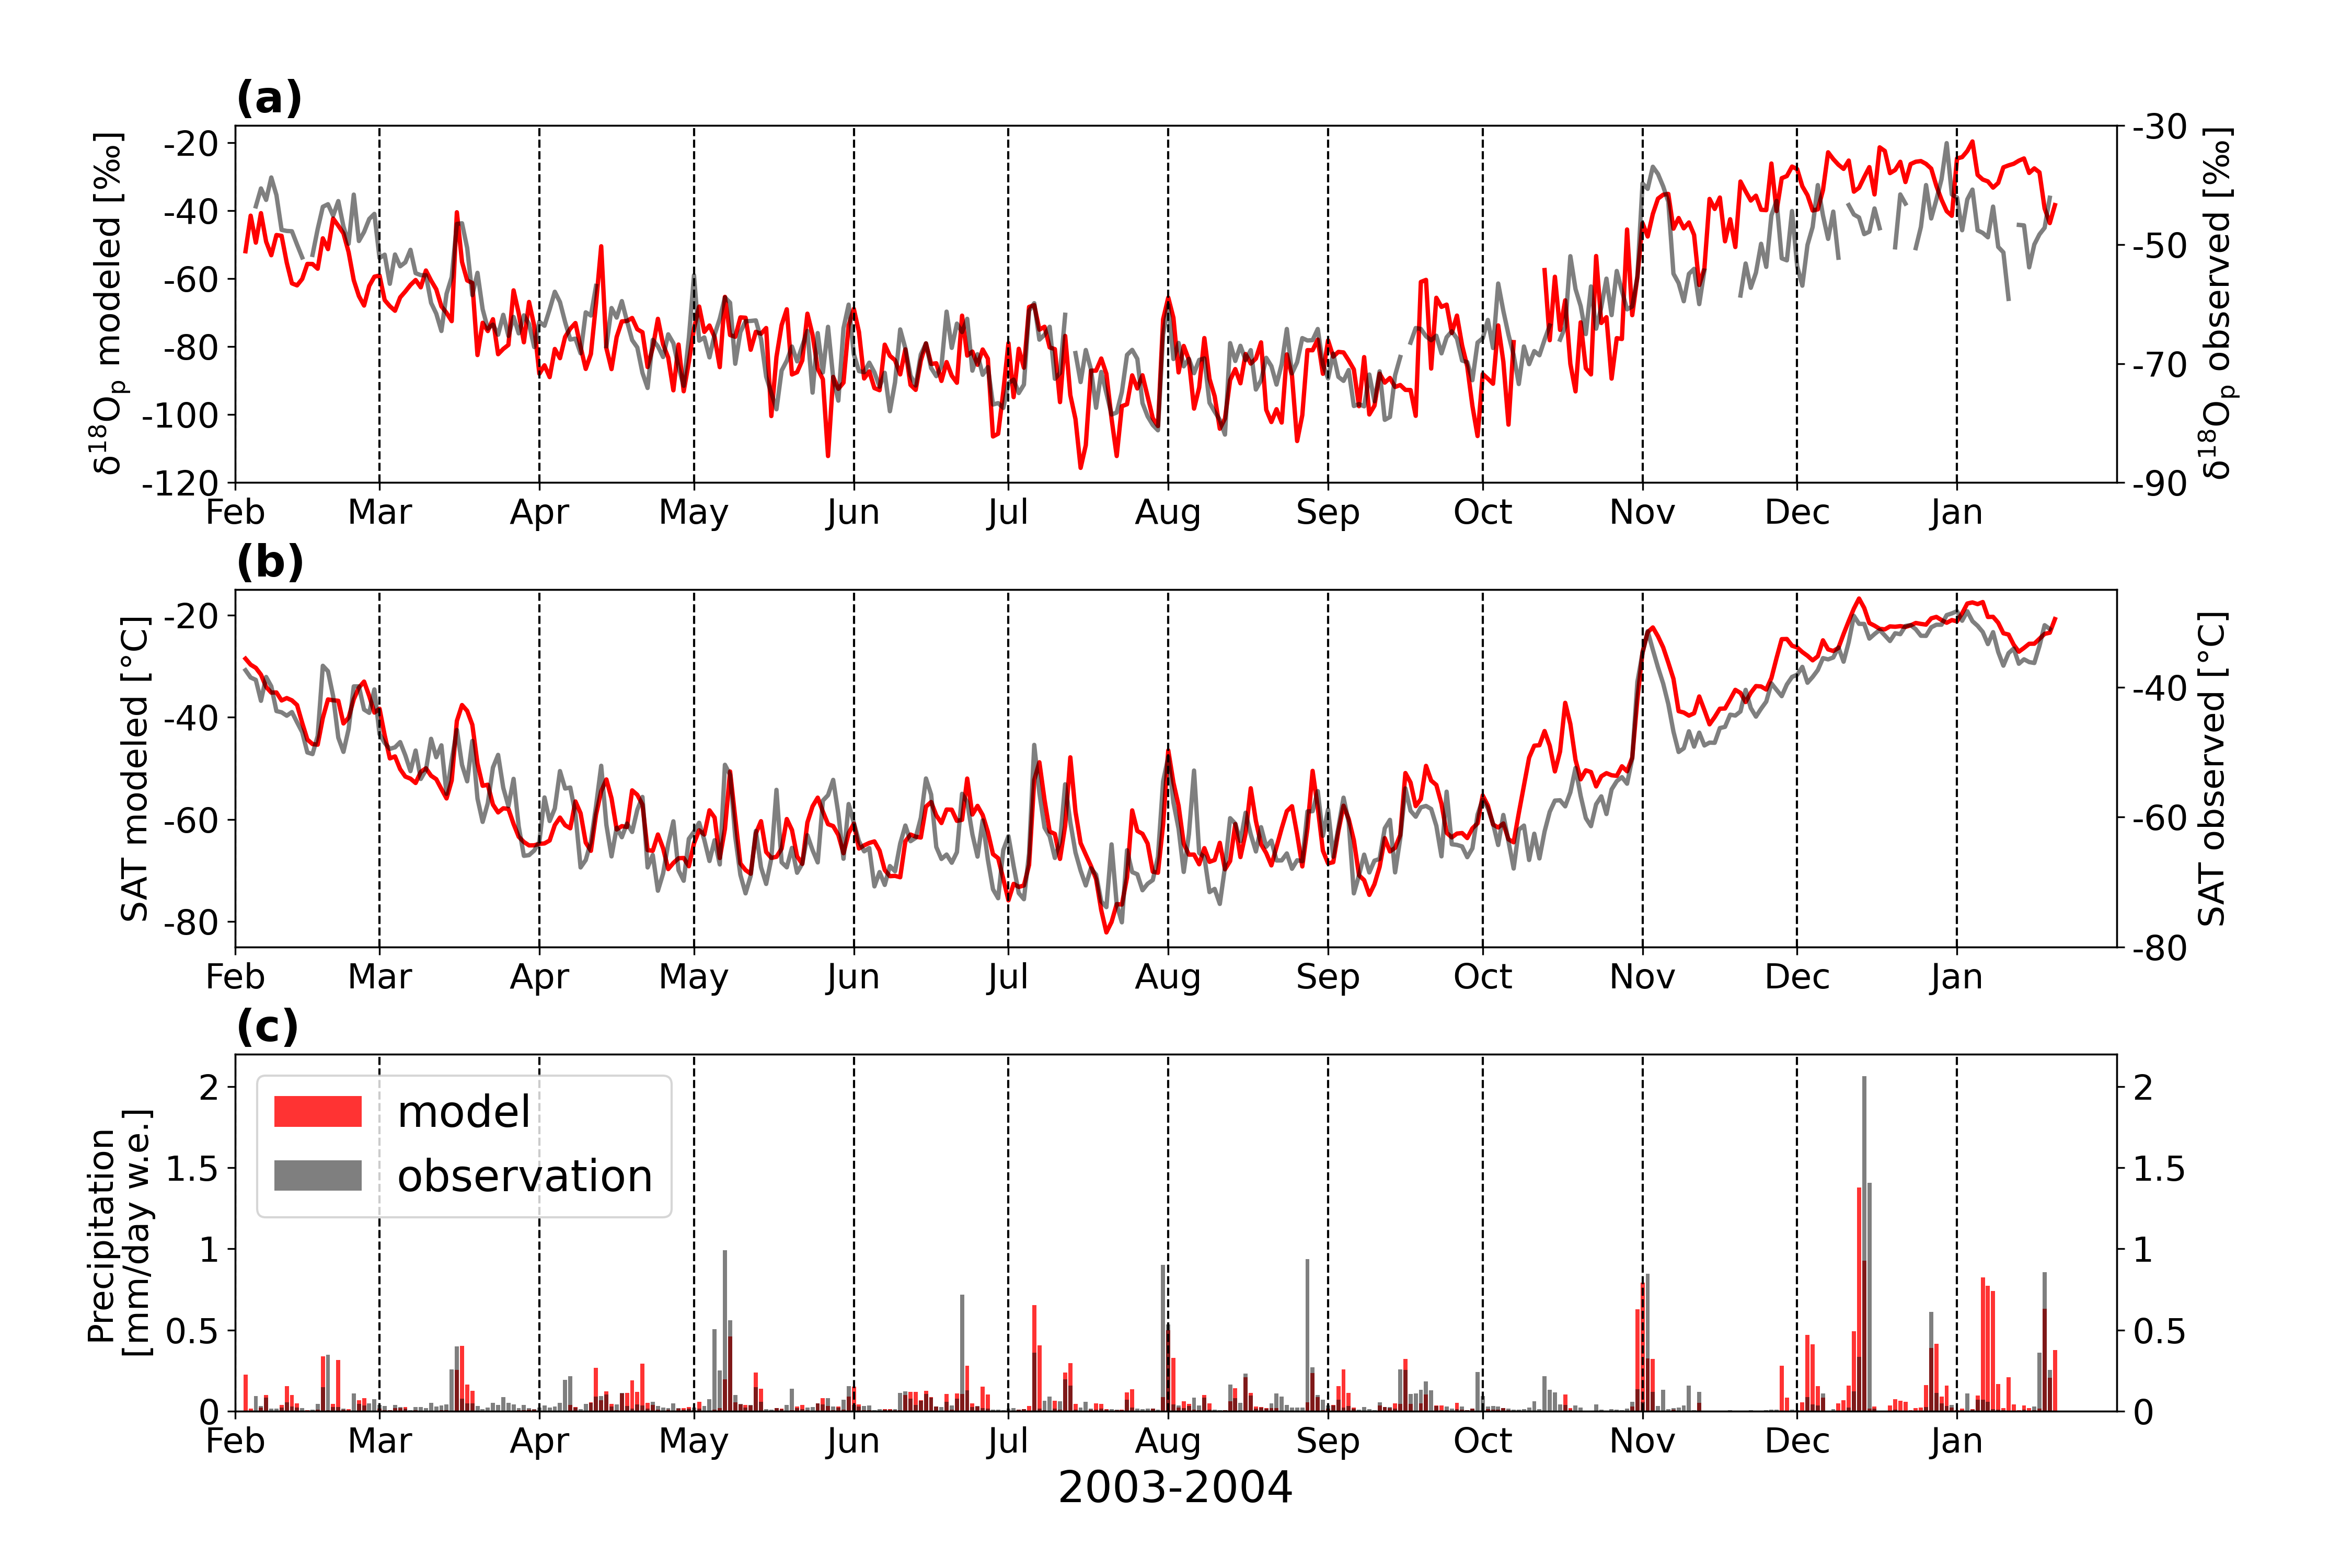 (a)
δ18Op modeled [‰]
-20
-40
-60
-80
-100
-120
-30
-50
-70
-90
δ18Op observed [‰]
Feb Mar Apr May Jun Jul Aug Sep Oct Nov Dec Jan
(b)
SAT modeled [°C]
-20
-40
-60
-80
-40
-60
-80
SAT observed [°C]
Feb Mar Apr May Jun Jul Aug Sep Oct Nov Dec Jan
(c)
Precipitation
[mm/day w.e.]
2
1.5
1
0.5
0
model
observation
2
1.5
1
0.5
0
Feb Mar Apr May Jun Jul Aug Sep Oct Nov Dec Jan
2003-2004